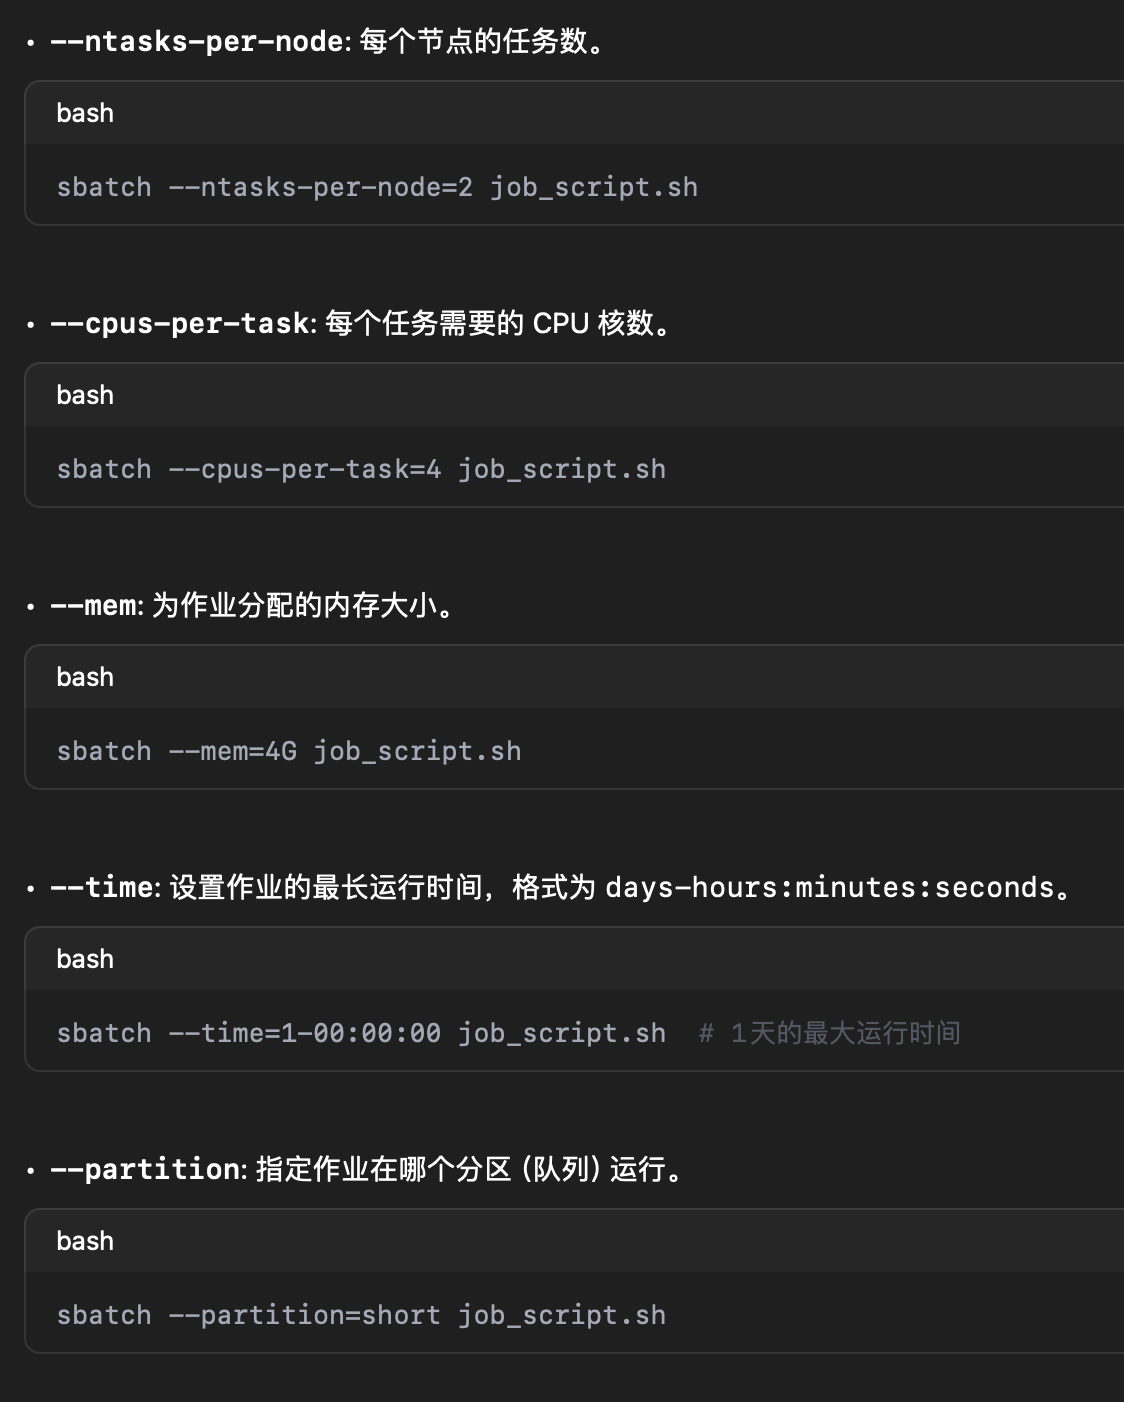 • --ntasks-per-node: 每个节点的任务数。
bash
sbatch --ntasks-per-node=2 job_script.sh
• --cpus-per-task: 每个任务需要的 CPU 核数。
bash
sbatch --cpus-per-task=4 job_script.sh
• --mem: 为作业分配的内存大小。
bash
sbatch --mem=4G job_script.sh
• --time: 设置作业的最长运行时间，格式为 days-hours:minutes:seconds。
bash
sbatch --time=1-00:00:00 job_script.sh  # 1天的最大运行时间
• --partition: 指定作业在哪个分区 (队列) 运行。
bash
sbatch --partition=short job_script.sh